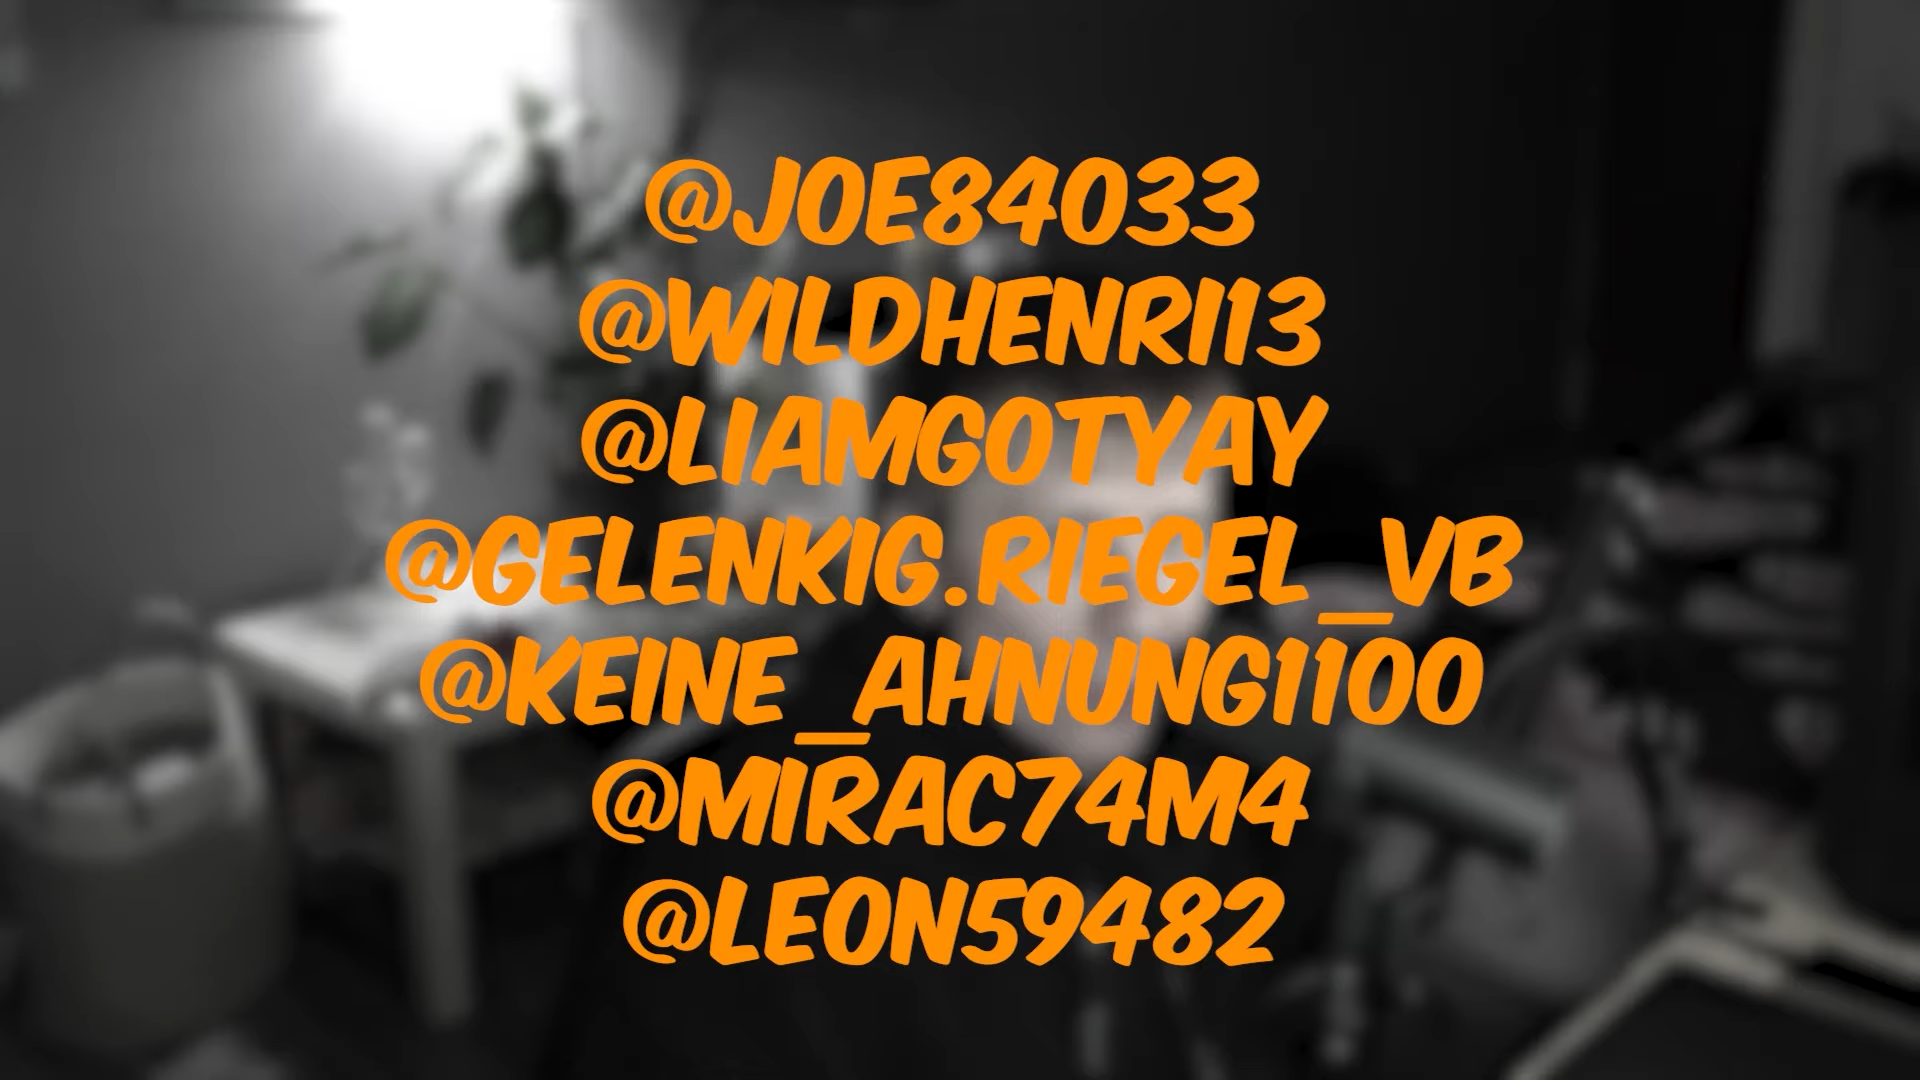 @JOE84033
@WILDHENRI13
@LIAMGOTYAY
@GELENKIG.RIEGEL_VB
@KEINE_AHNUNG1100
@MIRAC74M4
@LEON59482